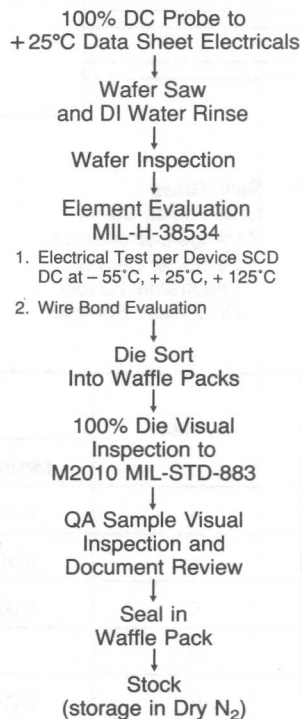 100% DC Probe to
+25°C Data Sheet Electricals
Wafer Saw
and DI Water Rinse
Wafer Inspection
Element Evaluation
MIL-H-38534
1. Electrical Test per Device SCD
DC at – 55°C, + 25°C, + 125°C
2. Wire Bond Evaluation
Die Sort
Into Waffle Packs
100% Die Visual
Inspection to
M2010 MIL-STD-883
QA Sample Visual
Inspection and
Document Review
Seal in
Waffle Pack
Stock
(storage in Dry N₂)